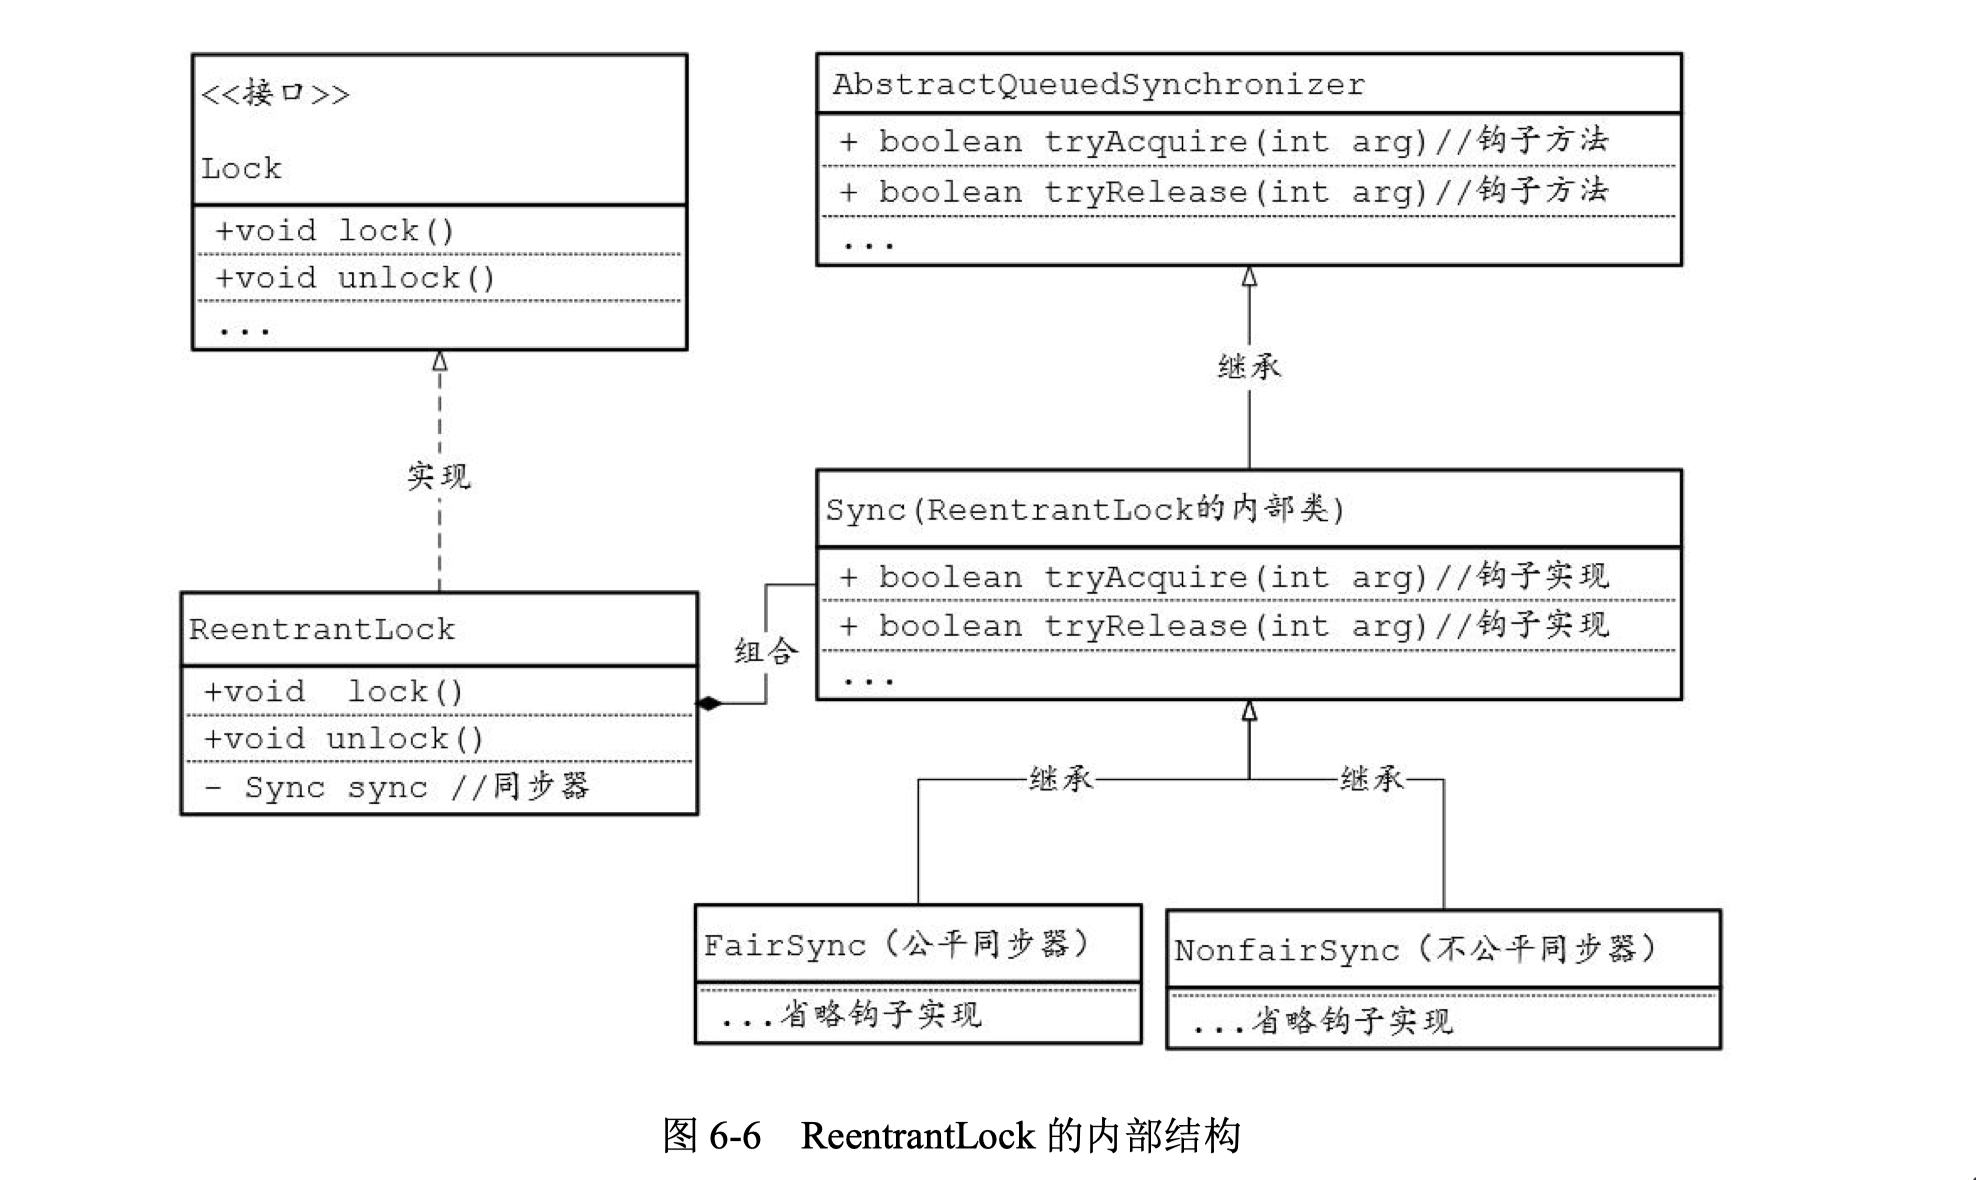 <<接口>>
Lock
+void lock()
+void unlock()
...
实现
ReentrantLock
+void  lock()
+void unlock()
- Sync sync //同步器
组合
AbstractQueuedSynchronizer
+ boolean tryAcquire(int arg)//钩子方法
+ boolean tryRelease(int arg)//钩子方法
...
继承
Sync(ReentrantLock的内部类)
+ boolean tryAcquire(int arg)//钩子实现
+ boolean tryRelease(int arg)//钩子实现
...
继承
继承
FairSync（公平同步器）
...省略钩子实现
NonfairSync（不公平同步器）
...省略钩子实现
图 6-6　ReentrantLock 的内部结构